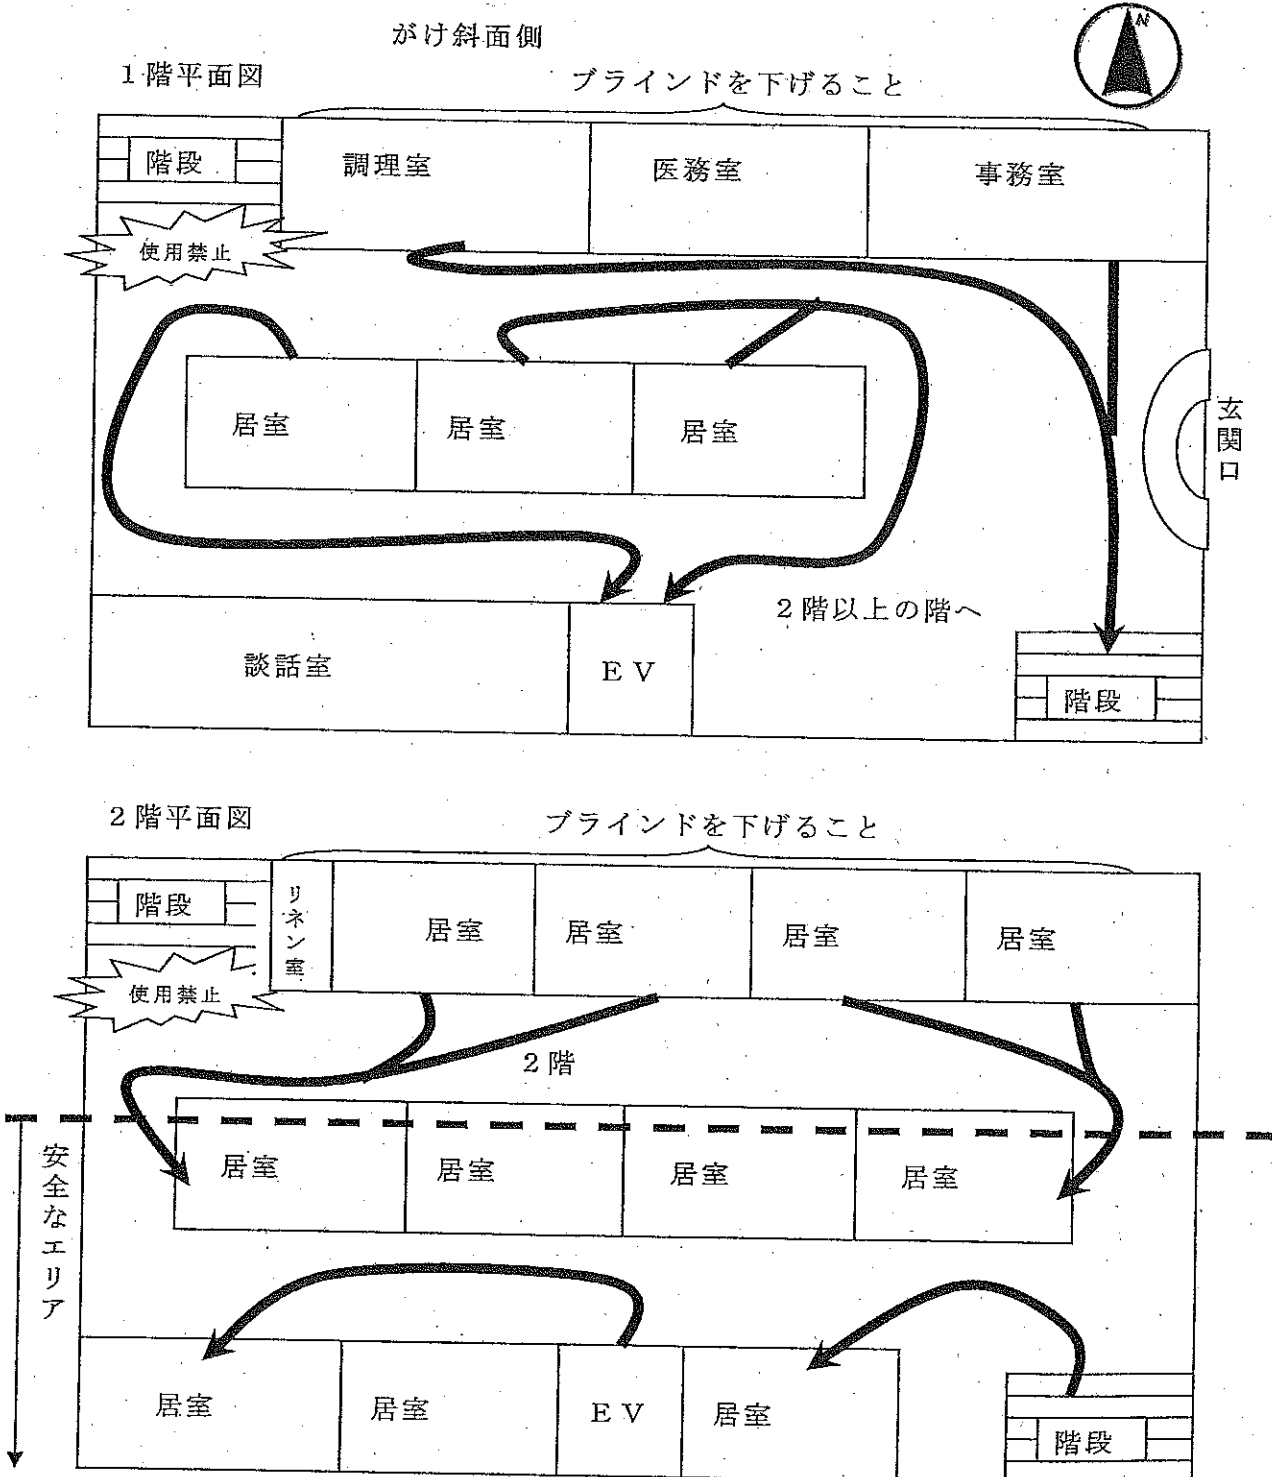 がけ斜面側
N
1階平面図
ブラインドを下げること
階段
調理室
医務室
事務室
使用禁止
居室
居室
居室
玄関口
2階以上の階へ
談話室
EV
階段
2階平面図
ブラインドを下げること
階段
リネン室
居室
居室
居室
居室
使用禁止
2階
安全なエリア
居室
居室
居室
居室
居室
居室
EV
居室
階段